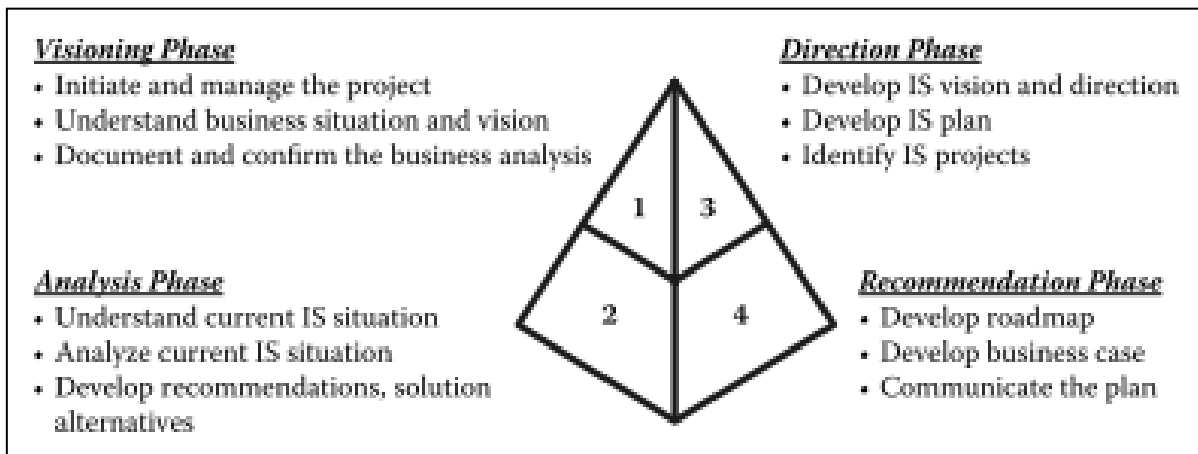 Visioning Phase
• Initiate and manage the project
• Understand business situation and vision
• Document and confirm the business analysis
Direction Phase
• Develop IS vision and direction
• Develop IS plan
• Identify IS projects
1
3
2
4
Analysis Phase
• Understand current IS situation
• Analyze current IS situation
• Develop recommendations, solution
alternatives
Recommendation Phase
• Develop roadmap
• Develop business case
• Communicate the plan